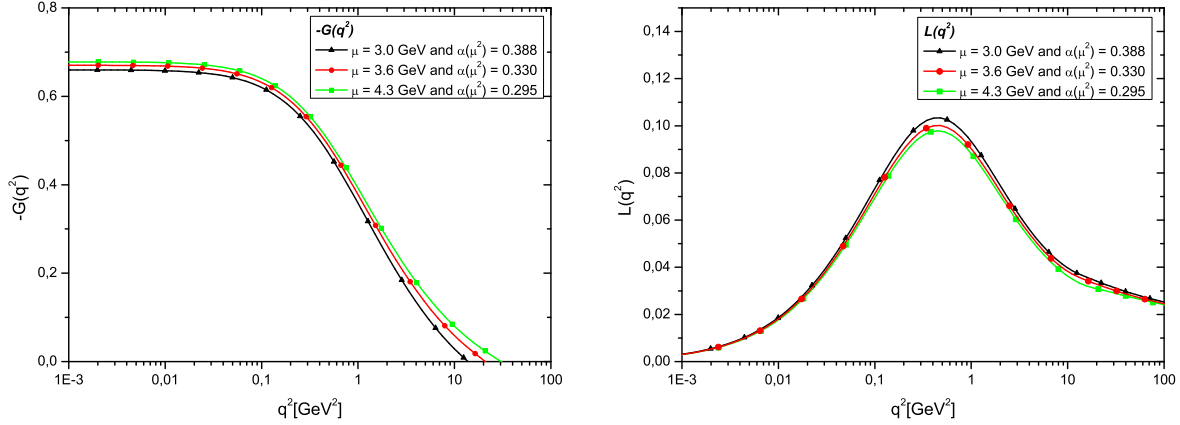 -G(q²)
μ = 3.0 GeV and α(μ²) = 0.388
μ = 3.6 GeV and α(μ²) = 0.330
μ = 4.3 GeV and α(μ²) = 0.295
0,8
0,6
0,4
0,2
0,0
-G(q²)
1E-3
0,01
0,1
1
10
100
q²[GeV²]
L(q²)
μ = 3.0 GeV and α(μ²) = 0.388
μ = 3.6 GeV and α(μ²) = 0.330
μ = 4.3 GeV and α(μ²) = 0.295
0,14
0,12
0,10
0,08
0,06
0,04
0,02
0,00
L(q²)
1E-3
0,01
0,1
1
10
100
q²[GeV²]